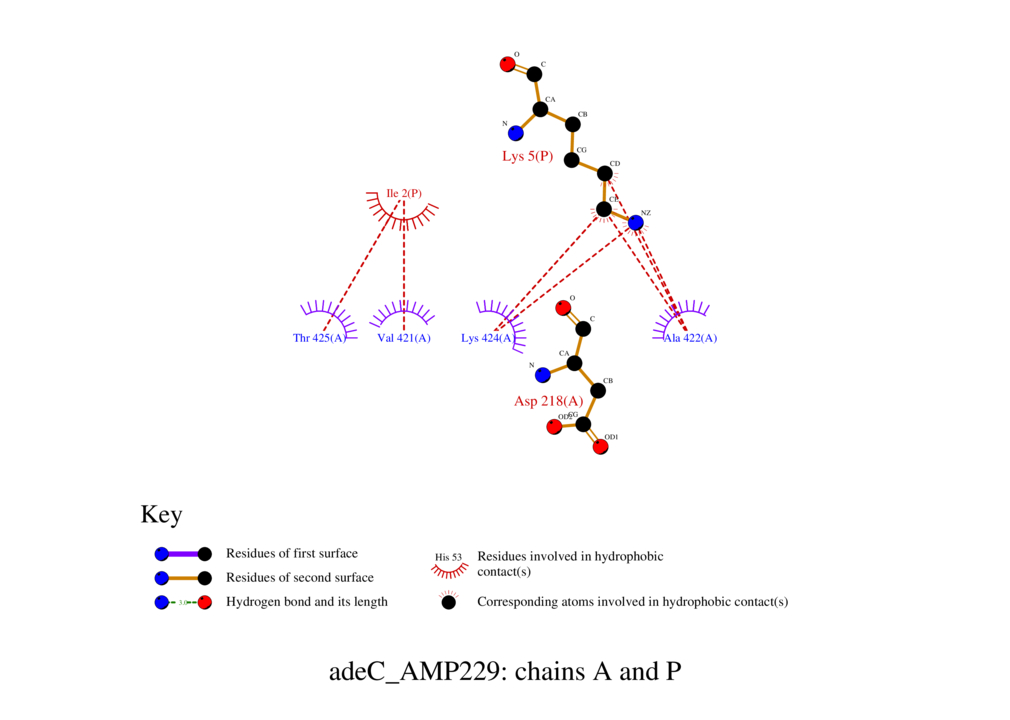 O
C
CA
CB
N
CG
Lys 5(P)
CD
Ile 2(P)
NZ
O
C
Thr 425(A)
Val 421(A)
Lys 424(A)
Ala 422(A)
CA
N
CB
Asp 218(A)
OD2
CG
OD1
Key
Residues of first surface
His 53
Residues involved in hydrophobic
contact(s)
Residues of second surface
3.0
Hydrogen bond and its length
Corresponding atoms involved in hydrophobic contact(s)
adeC_AMP229: chains A and P